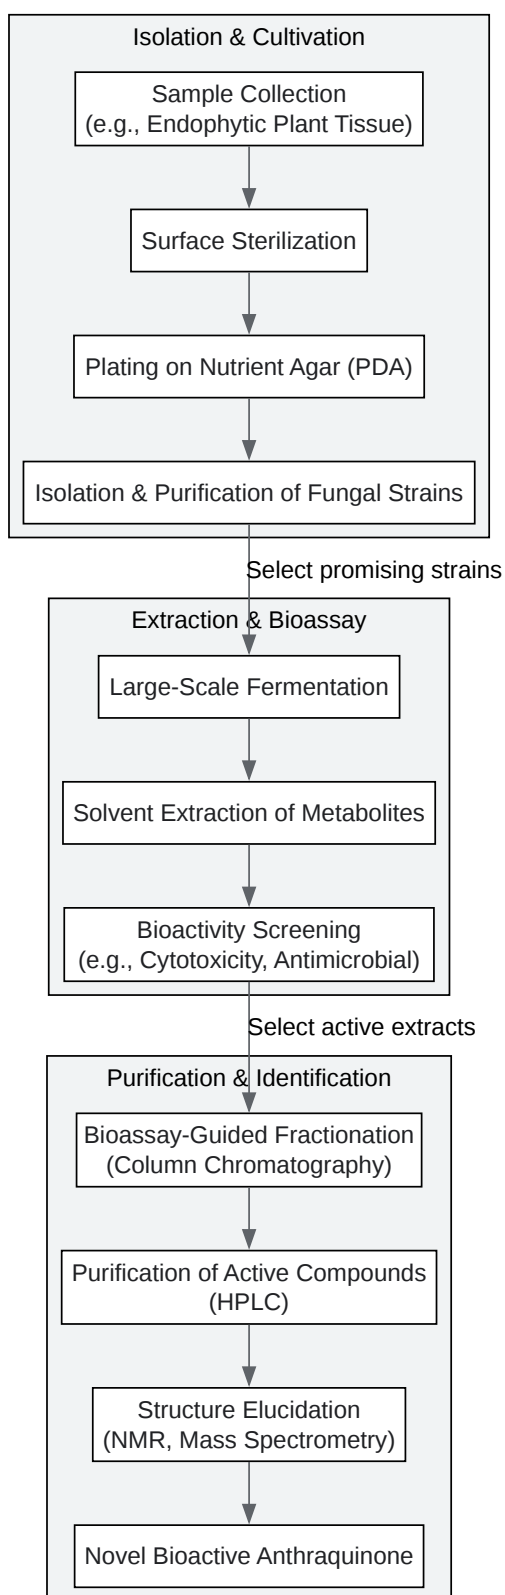 Isolation & Cultivation
Sample Collection
(e.g., Endophytic Plant Tissue)
Surface Sterilization
Plating on Nutrient Agar (PDA)
Isolation & Purification of Fungal Strains
Select promising strains
Extraction & Bioassay
Large-Scale Fermentation
Solvent Extraction of Metabolites
Bioactivity Screening
(e.g., Cytotoxicity, Antimicrobial)
Select active extracts
Purification & Identification
Bioassay-Guided Fractionation
(Column Chromatography)
Purification of Active Compounds
(HPLC)
Structure Elucidation
(NMR, Mass Spectrometry)
Novel Bioactive Anthraquinone